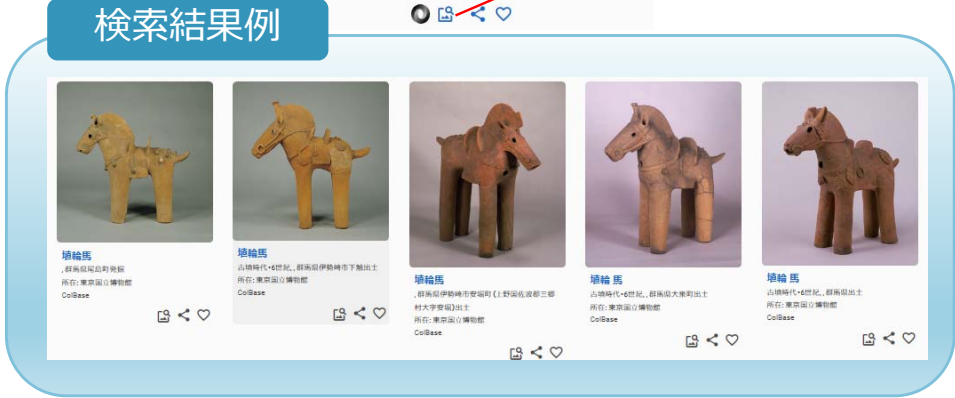 検索結果例
埴輪馬
,群馬県尾島町発掘
所在: 東京国立博物館
ColBase
埴輪馬
古墳時代・6世紀,,群馬県伊勢崎市下触出土
所在: 東京国立博物館
ColBase
埴輪馬
,群馬県伊勢崎市安堀町(上野国佐波郡三郷
村大字安堀)出土
所在: 東京国立博物館
ColBase
埴輪 馬
古墳時代・6世紀,,群馬県大泉町出土
所在: 東京国立博物館
ColBase
埴輪 馬
古墳時代・6世紀,,群馬県出土
所在: 東京国立博物館
ColBase